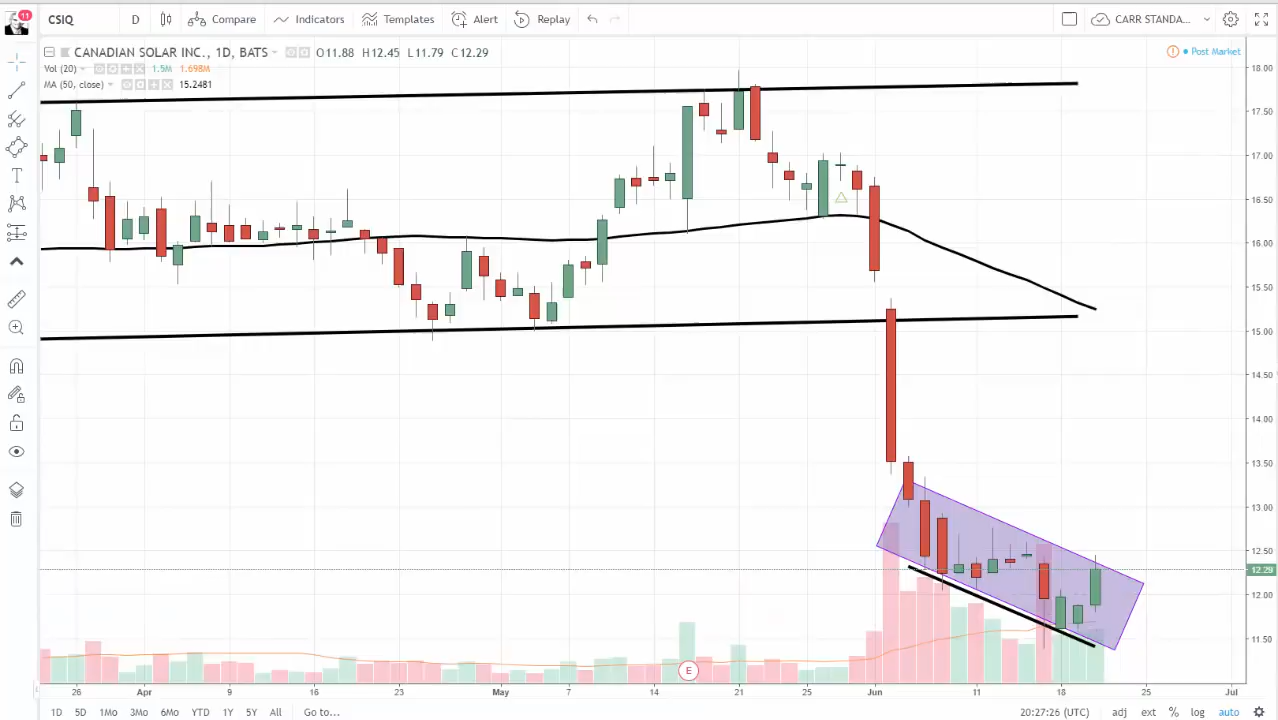 11
CSIQ D Compare Indicators Templates Alert Replay CARR STANDA...
CANADIAN SOLAR INC., 1D, BATS O11.88 H12.45 L11.79 C12.29
Post Market
Vol (20) 1.5M 1.698M
MA (50, close) 15.2481
18.00
17.50
17.00
16.50
16.00
15.50
15.00
14.50
14.00
13.50
13.00
12.50
12.29
12.00
11.50
E
26 Apr 9 16 23 May 7 14 21 25 Jun 11 18 25 Jul
1D 5D 1Mo 3Mo 6Mo YTD 1Y 5Y All Go to... 20:27:26 (UTC) adj ext % log auto